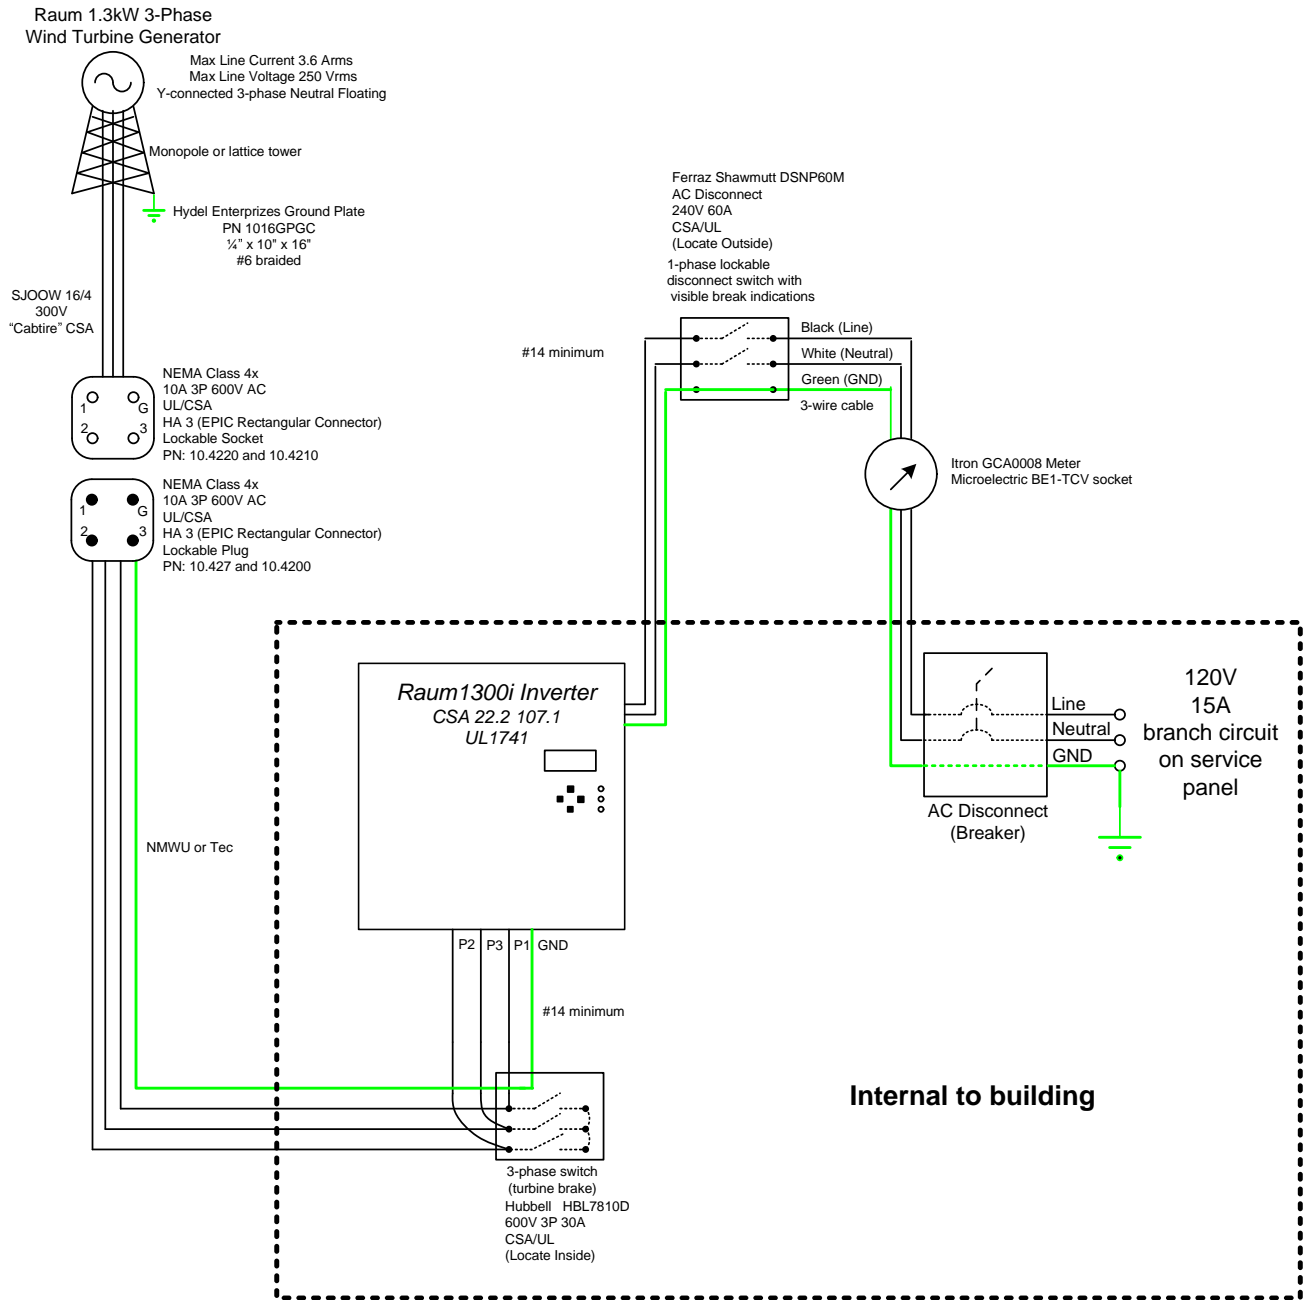 Raum 1.3kW 3-Phase
Wind Turbine Generator
Max Line Current 3.6 Arms
Max Line Voltage 250 Vrms
Y-connected 3-phase Neutral Floating
Monopole or lattice tower
Hydel Enterprizes Ground Plate
PN 1016GPGC
¼” x 10" x 16"
#6 braided
SJOOW 16/4
300V
“Cabtire” CSA
NEMA Class 4x
10A 3P 600V AC
UL/CSA
HA 3 (EPIC Rectangular Connector)
Lockable Socket
PN: 10.4220 and 10.4210
1 G
2 3
NEMA Class 4x
10A 3P 600V AC
UL/CSA
HA 3 (EPIC Rectangular Connector)
Lockable Plug
PN: 10.427 and 10.4200
1 G
2 3
Ferraz Shawmutt DSNP60M
AC Disconnect
240V 60A
CSA/UL
(Locate Outside)
1-phase lockable
disconnect switch with
visible break indications
#14 minimum
Black (Line)
White (Neutral)
Green (GND)
3-wire cable
Itron GCA0008 Meter
Microelectric BE1-TCV socket
Raum1300i Inverter
CSA 22.2 107.1
UL1741
Line
Neutral
GND
120V
15A
branch circuit
on service
panel
AC Disconnect
(Breaker)
NMWU or Tec
P2 P3 P1 GND
#14 minimum
Internal to building
3-phase switch
(turbine brake)
Hubbell HBL7810D
600V 3P 30A
CSA/UL
(Locate Inside)